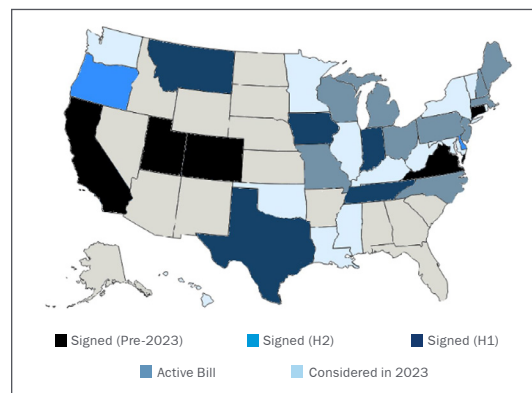 Signed (Pre-2023) Signed (H2) Signed (H1)
Active Bill Considered in 2023